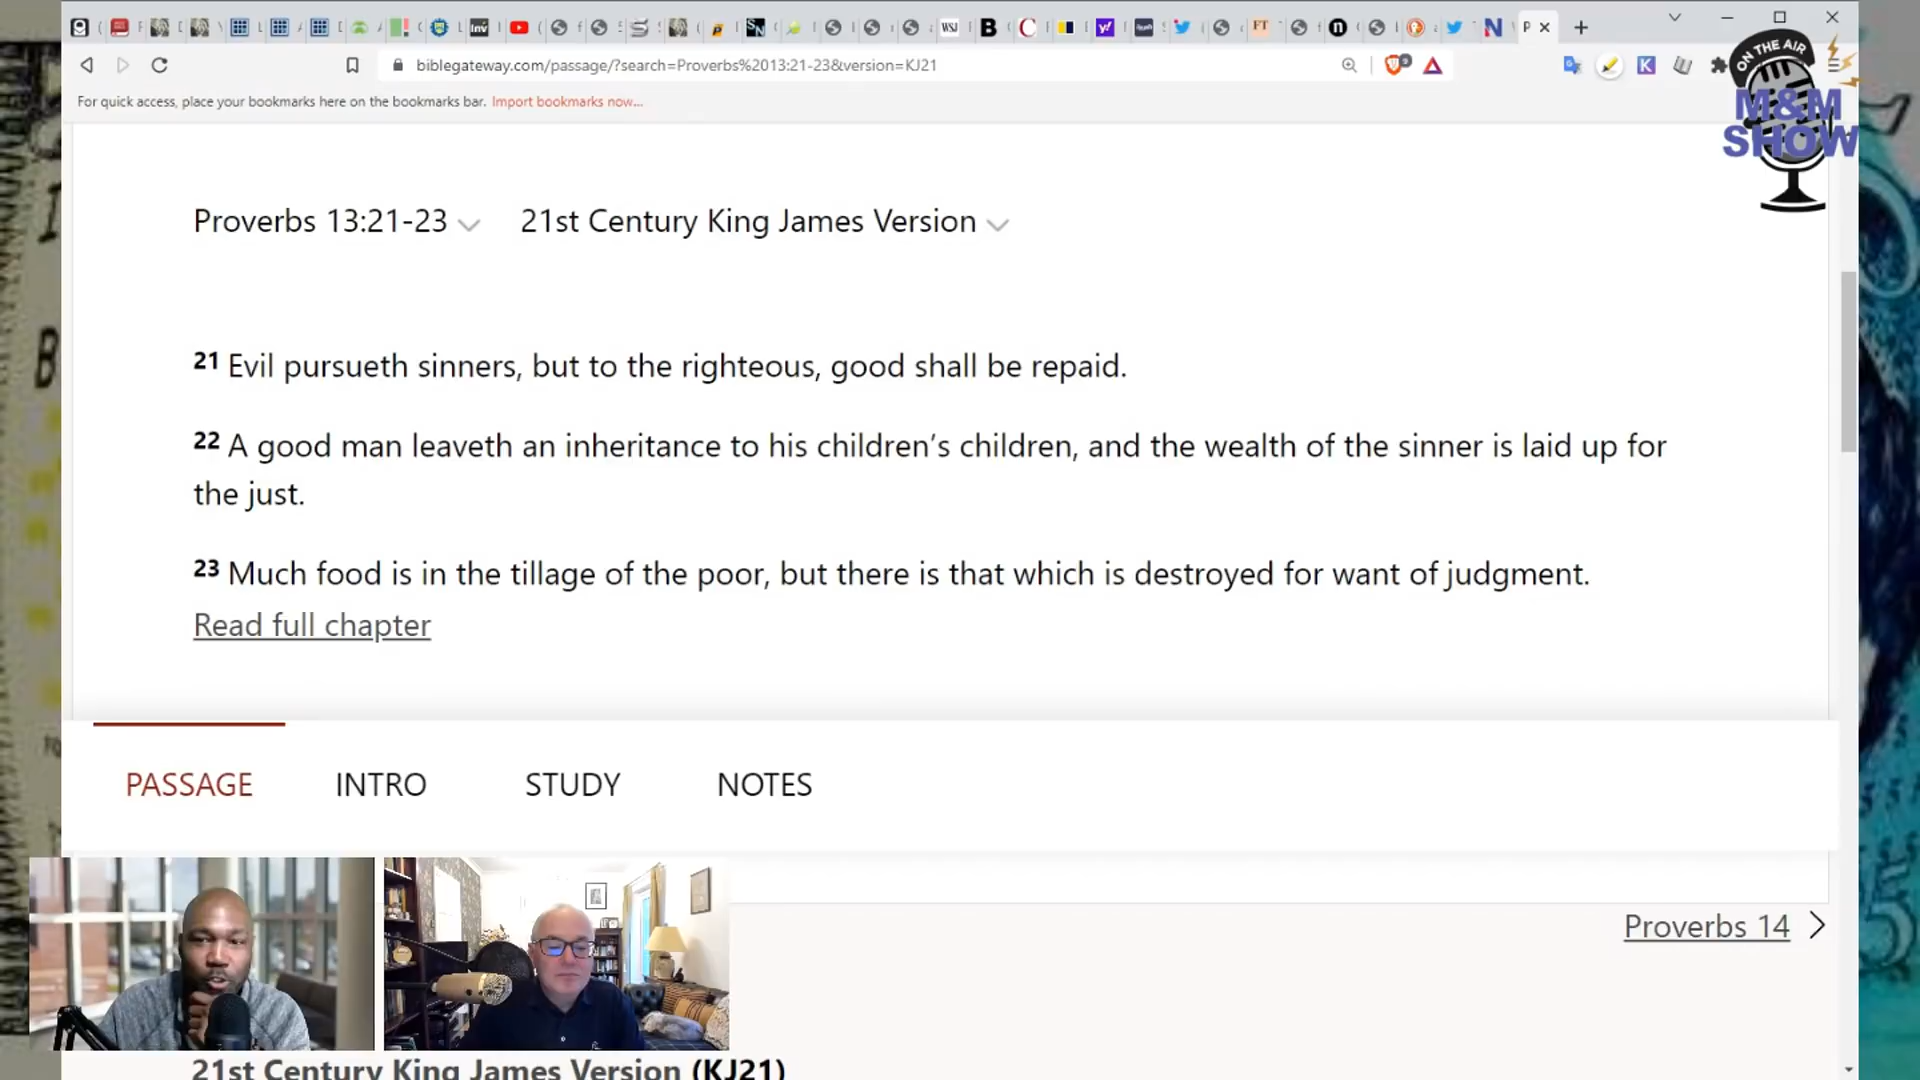 biblegateway.com/passage/?search=Proverbs%2013:21-23&version=KJ21
For quick access, place your bookmarks here on the bookmarks bar. Import bookmarks now...
ON THE AIR
M&M
SHOW
Proverbs 13:21-23
21st Century King James Version
21 Evil pursueth sinners, but to the righteous, good shall be repaid.
22 A good man leaveth an inheritance to his children’s children, and the wealth of the sinner is laid up for
the just.
23 Much food is in the tillage of the poor, but there is that which is destroyed for want of judgment.
Read full chapter
PASSAGE INTRO STUDY NOTES
Proverbs 14
21st Century King James Version (KJ21)